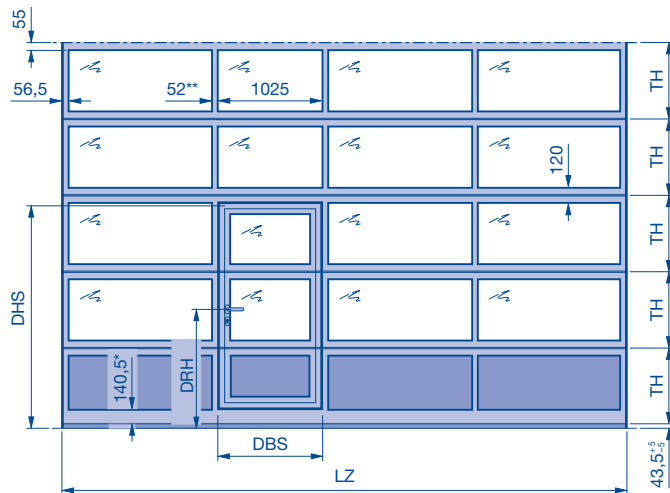 55
56,5
52**
1025
TH
TH
120
TH
DHS
TH
DRH
140,5*
TH
DBS
43,5 +5 -5
LZ